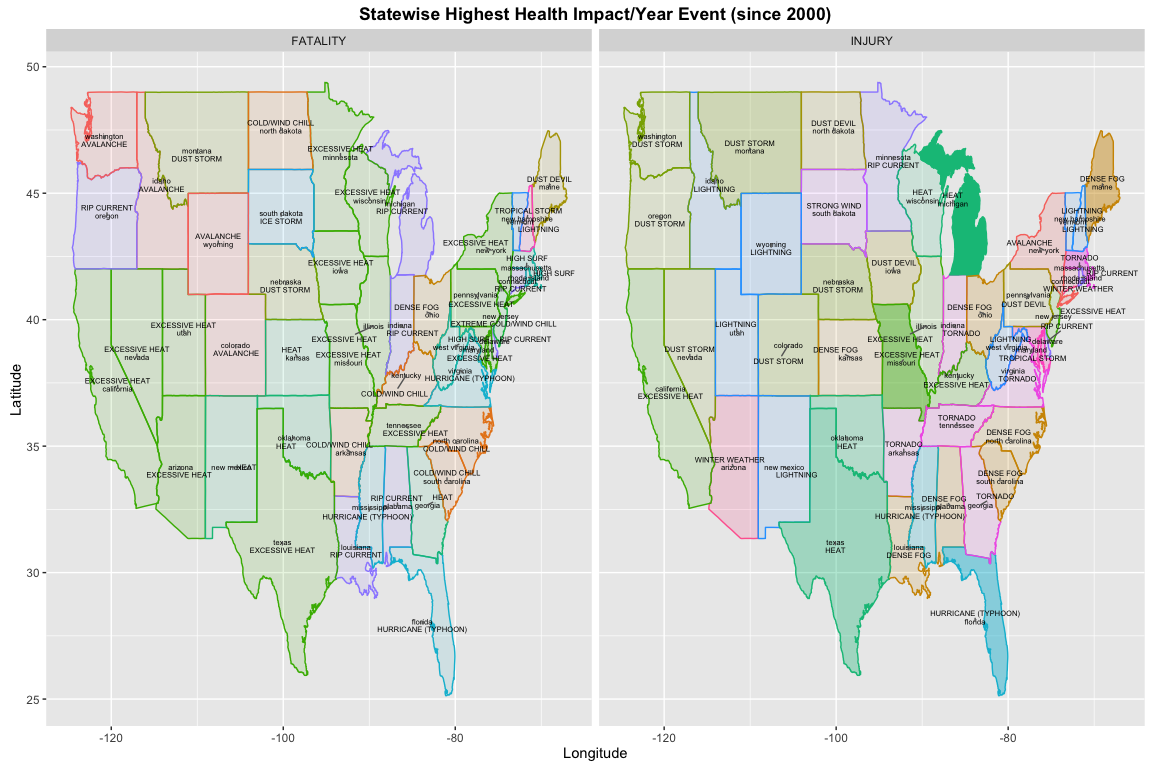 Statewise Highest Health Impact/Year Event (since 2000)
FATALITY
INJURY
Latitude
50
45
40
35
30
25
washington
AVALANCHE
montana
DUST STORM
COLD/WIND CHILL
north dakota
EXCESSIVE HEAT
minnesota
idaho
AVALANCHE
RIP CURRENT
oregon
EXCESSIVE HEAT
wisconsin
michigan
RIP CURRENT
DUST DEVIL
maine
TROPICAL STORM
new hampshire
vermont
LIGHTNING
south dakota
ICE STORM
AVALANCHE
wyoming
EXCESSIVE HEAT
new york
HIGH SURF
massachusetts
HIGH SURF
rhode island
connecticut
RIP CURRENT
EXCESSIVE HEAT
iowa
nebraska
DUST STORM
pennsylvania
EXCESSIVE HEAT
DENSE FOG
ohio
new jersey
EXTREME COLD/WIND CHILL
EXCESSIVE HEAT
utah
illinois
EXCESSIVE HEAT
indiana
RIP CURRENT
HIGH SURF
west virginia
RIP CURRENT
delaware
maryland
EXCESSIVE HEAT
EXCESSIVE HEAT
nevada
colorado
AVALANCHE
HEAT
kansas
EXCESSIVE HEAT
missouri
kentucky
COLD/WIND CHILL
virginia
HURRICANE (TYPHOON)
EXCESSIVE HEAT
california
tennessee
EXCESSIVE HEAT
oklahoma
HEAT
COLD/WIND CHILL
arkansas
north carolina
COLD/WIND CHILL
arizona
EXCESSIVE HEAT
new mexico
HEAT
COLD/WIND CHILL
south carolina
RIP CURRENT
alabama
HEAT
georgia
mississippi
HURRICANE (TYPHOON)
texas
EXCESSIVE HEAT
louisiana
RIP CURRENT
florida
HURRICANE (TYPHOON)
washington
DUST STORM
DUST STORM
montana
DUST DEVIL
north dakota
minnesota
RIP CURRENT
idaho
LIGHTNING
oregon
DUST STORM
STRONG WIND
south dakota
HEAT
wisconsin
HEAT
michigan
DENSE FOG
maine
LIGHTNING
new hampshire
vermont
LIGHTNING
wyoming
LIGHTNING
AVALANCHE
new york
TORNADO
massachusetts
RIP CURRENT
rhode island
connecticut
WINTER WEATHER
DUST DEVIL
iowa
nebraska
DUST STORM
pennsylvania
DUST DEVIL
EXCESSIVE HEAT
new jersey
RIP CURRENT
DENSE FOG
ohio
LIGHTNING
utah
illinois
EXCESSIVE HEAT
indiana
TORNADO
LIGHTNING
west virginia
delaware
maryland
TROPICAL STORM
DUST STORM
nevada
colorado
DUST STORM
DENSE FOG
kansas
EXCESSIVE HEAT
missouri
kentucky
EXCESSIVE HEAT
virginia
TORNADO
california
EXCESSIVE HEAT
TORNADO
tennessee
oklahoma
HEAT
TORNADO
arkansas
DENSE FOG
north carolina
WINTER WEATHER
arizona
new mexico
LIGHTNING
DENSE FOG
south carolina
DENSE FOG
alabama
TORNADO
georgia
mississippi
HURRICANE (TYPHOON)
texas
HEAT
louisiana
DENSE FOG
HURRICANE (TYPHOON)
florida
-120
-100
-80
-120
-100
-80
Longitude